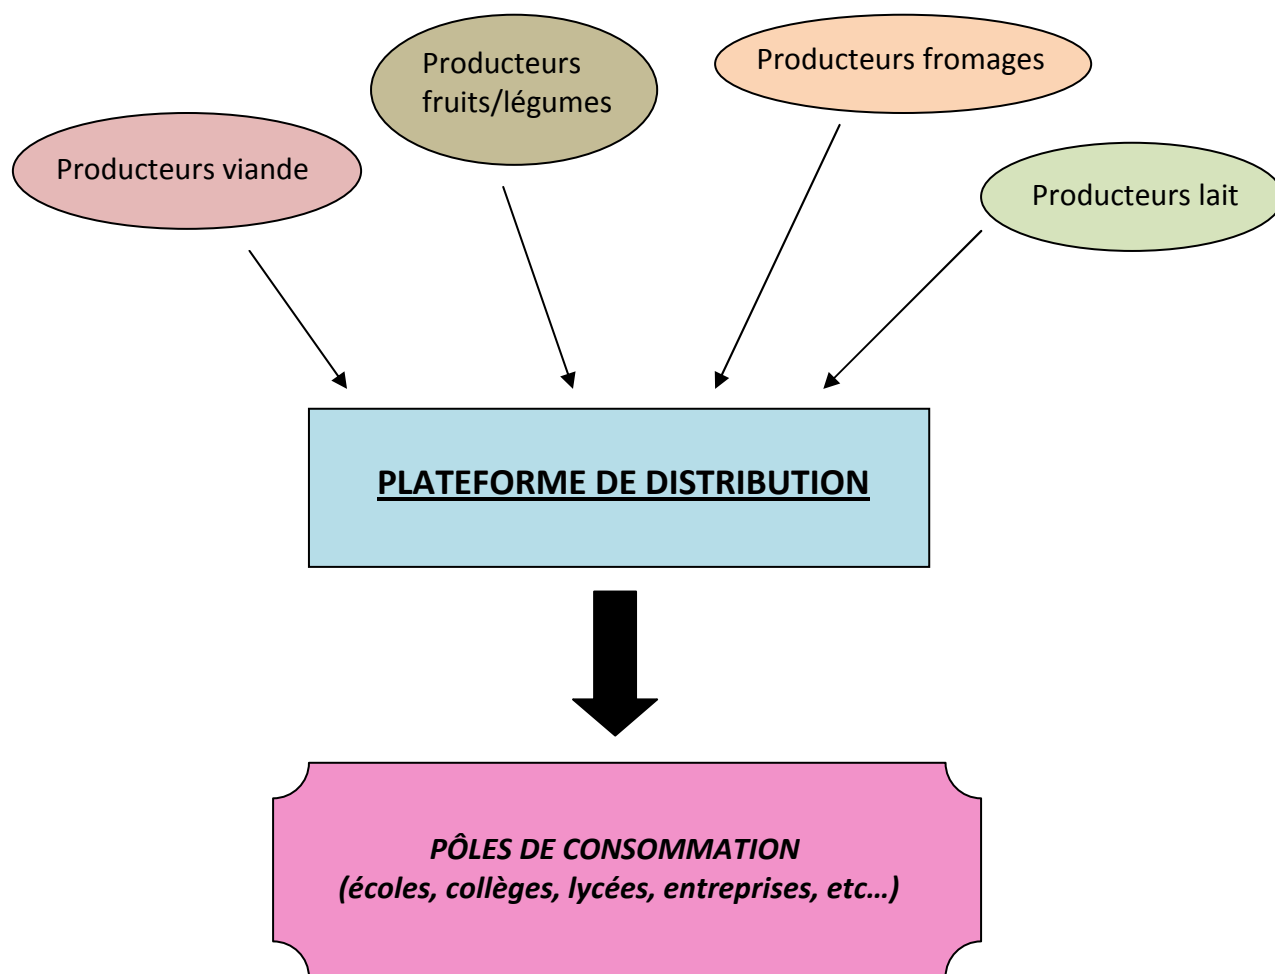 Producteurs viande
Producteurs
fruits/légumes
Producteurs fromages
Producteurs lait
PLATEFORME DE DISTRIBUTION
PÔLES DE CONSOMMATION
(écoles, collèges, lycées, entreprises, etc…)